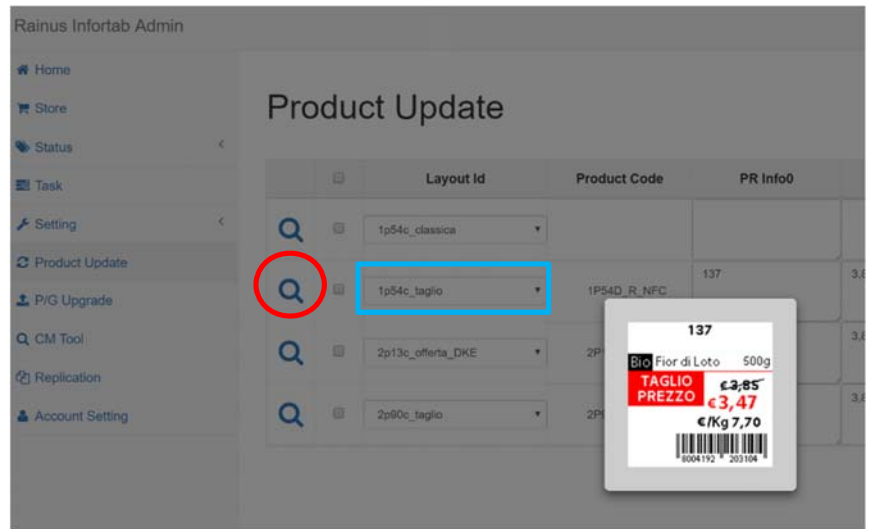 Rainus Infortab Admin
Home
Store
Status
Task
Setting
Product Update
P/G Upgrade
CM Tool
Replication
Account Setting
Product Update
Layout Id Product Code PR Info0
1p54c_classica
1p54c_taglio 1P54D_R_NFC 137
2p13c_offerta_DKE
2p90c_taglio
137
Bio Fior di Loto 500g
TAGLIO PREZZO
€3,85
€3,47
€/Kg 7,70
8004192 203104